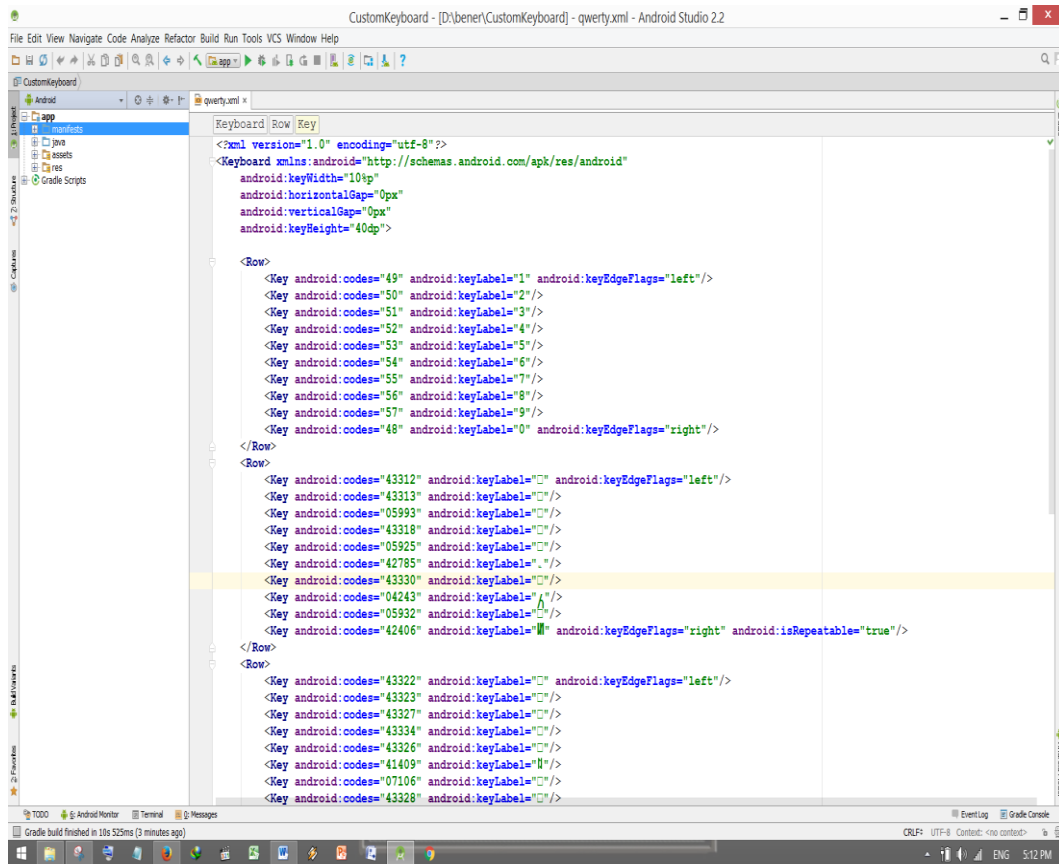 CustomKeyboard - [D:\bener\CustomKeyboard] - qwerty.xml - Android Studio 2.2
File Edit View Navigate Code Analyze Refactor Build Run Tools VCS Window Help
app
CustomKeyboard
Android
qwerty.xml
1: Project
app
manifests
java
assets
res
Gradle Scripts
Z: Structure
Captures
Build Variants
2: Favorites
Keyboard Row Key
<?xml version="1.0" encoding="utf-8"?>
<Keyboard xmlns:android="http://schemas.android.com/apk/res/android"
android:keyWidth="10%p"
android:horizontalGap="0px"
android:verticalGap="0px"
android:keyHeight="40dp">
<Row>
<Key android:codes="49" android:keyLabel="1" android:keyEdgeFlags="left"/>
<Key android:codes="50" android:keyLabel="2"/>
<Key android:codes="51" android:keyLabel="3"/>
<Key android:codes="52" android:keyLabel="4"/>
<Key android:codes="53" android:keyLabel="5"/>
<Key android:codes="54" android:keyLabel="6"/>
<Key android:codes="55" android:keyLabel="7"/>
<Key android:codes="56" android:keyLabel="8"/>
<Key android:codes="57" android:keyLabel="9"/>
<Key android:codes="48" android:keyLabel="0" android:keyEdgeFlags="right"/>
</Row>
<Row>
<Key android:codes="43312" android:keyLabel="□" android:keyEdgeFlags="left"/>
<Key android:codes="43313" android:keyLabel="□"/>
<Key android:codes="05993" android:keyLabel="□"/>
<Key android:codes="43318" android:keyLabel="□"/>
<Key android:codes="05925" android:keyLabel="□"/>
<Key android:codes="42785" android:keyLabel="."/>
<Key android:codes="43330" android:keyLabel="□"/>
<Key android:codes="04243" android:keyLabel=""/>
<Key android:codes="05932" android:keyLabel="□"/>
<Key android:codes="42406" android:keyLabel="" android:keyEdgeFlags="right" android:isRepeatable="true"/>
</Row>
<Row>
<Key android:codes="43322" android:keyLabel="□" android:keyEdgeFlags="left"/>
<Key android:codes="43323" android:keyLabel="□"/>
<Key android:codes="43327" android:keyLabel="□"/>
<Key android:codes="43334" android:keyLabel="□"/>
<Key android:codes="43326" android:keyLabel="□"/>
<Key android:codes="41409" android:keyLabel=""/>
<Key android:codes="07106" android:keyLabel="□"/>
<Key android:codes="43328" android:keyLabel="□"/>
TODO 6: Android Monitor Terminal 0: Messages Event Log Gradle Console
Gradle build finished in 10s 525ms (3 minutes ago) CRLF÷ UTF-8 Context: <no context>
ENG 5:12 PM